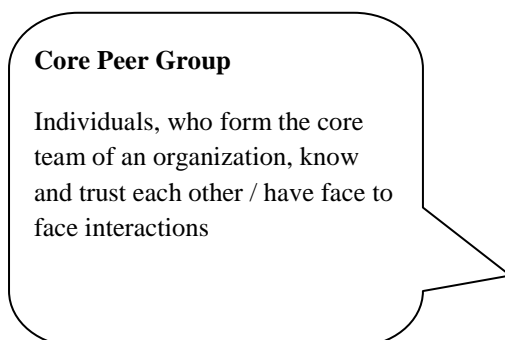 Core Peer Group
Individuals, who form the core
team of an organization, know
and trust each other / have face to
face interactions